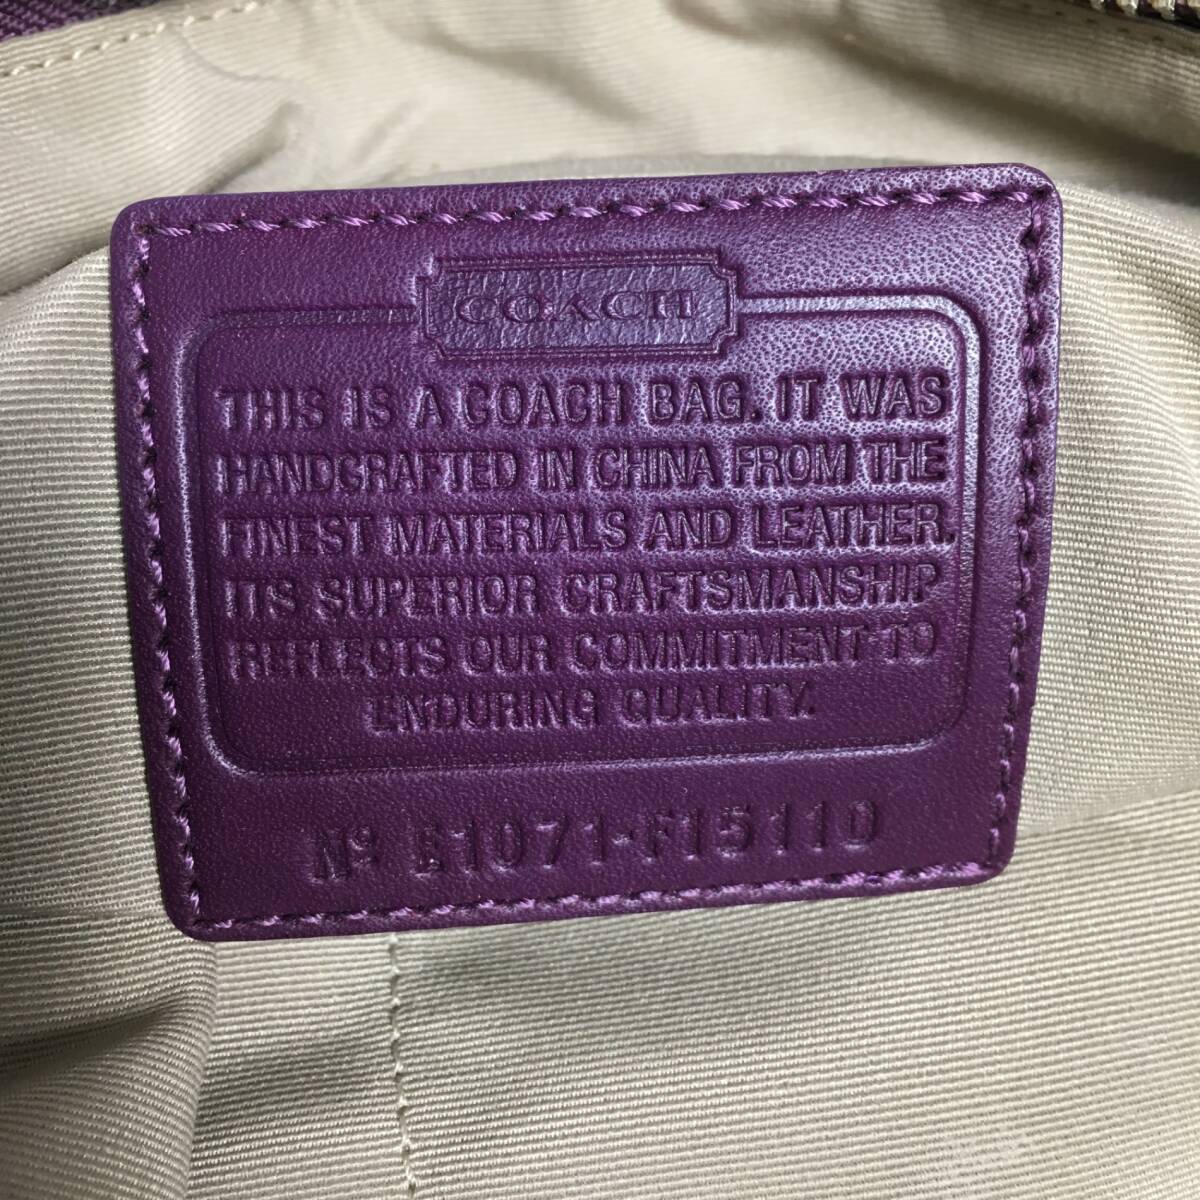 COACH
THIS IS A COACH BAG. IT WAS
HANDCRAFTED IN CHINA FROM THE
FINEST MATERIALS AND LEATHER.
ITS SUPERIOR CRAFTSMANSHIP
REFLECTS OUR COMMITMENT TO
ENDURING QUALITY.
Nº E1071-F15110